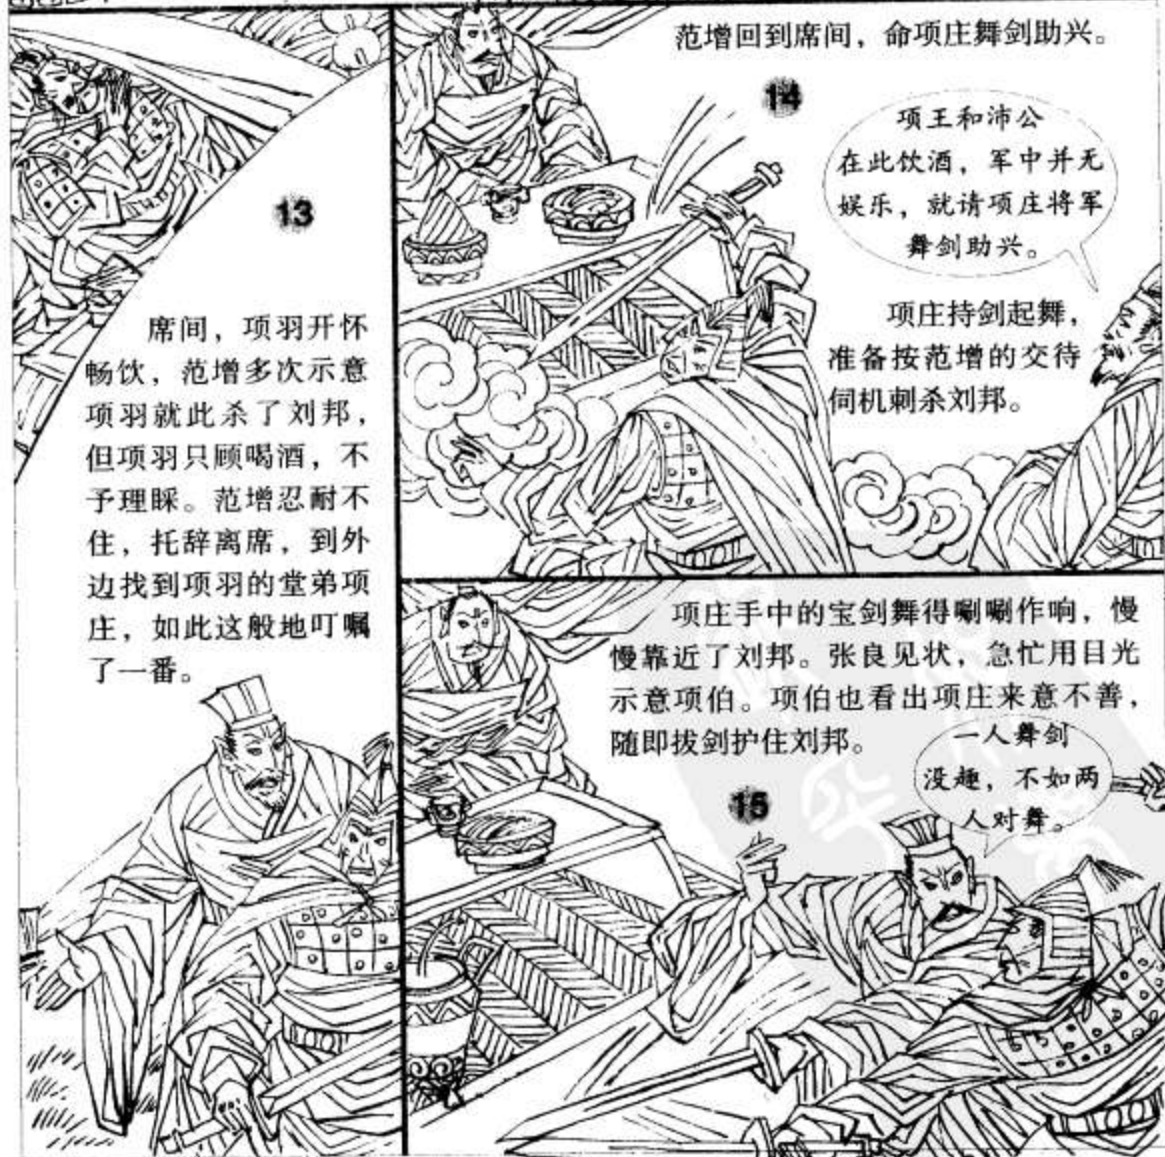 13
席间，项羽开怀
畅饮，范增多次示意
项羽就此杀了刘邦，
但项羽只顾喝酒，不
予理睬。范增忍耐不
住，托辞离席，到外
边找到项羽的堂弟项
庄，如此这般地叮嘱
了一番。
范增回到席间，命项庄舞剑助兴。
14
项王和沛公
在此饮酒，军中并无
娱乐，就请项庄将军
舞剑助兴。
项庄持剑起舞，
准备按范增的交待
伺机刺杀刘邦。
项庄手中的宝剑舞得唰唰作响，慢
慢靠近了刘邦。张良见状，急忙用目光
示意项伯。项伯也看出项庄来意不善，
随即拔剑护住刘邦。
15
一人舞剑
没趣，不如两
人对舞。